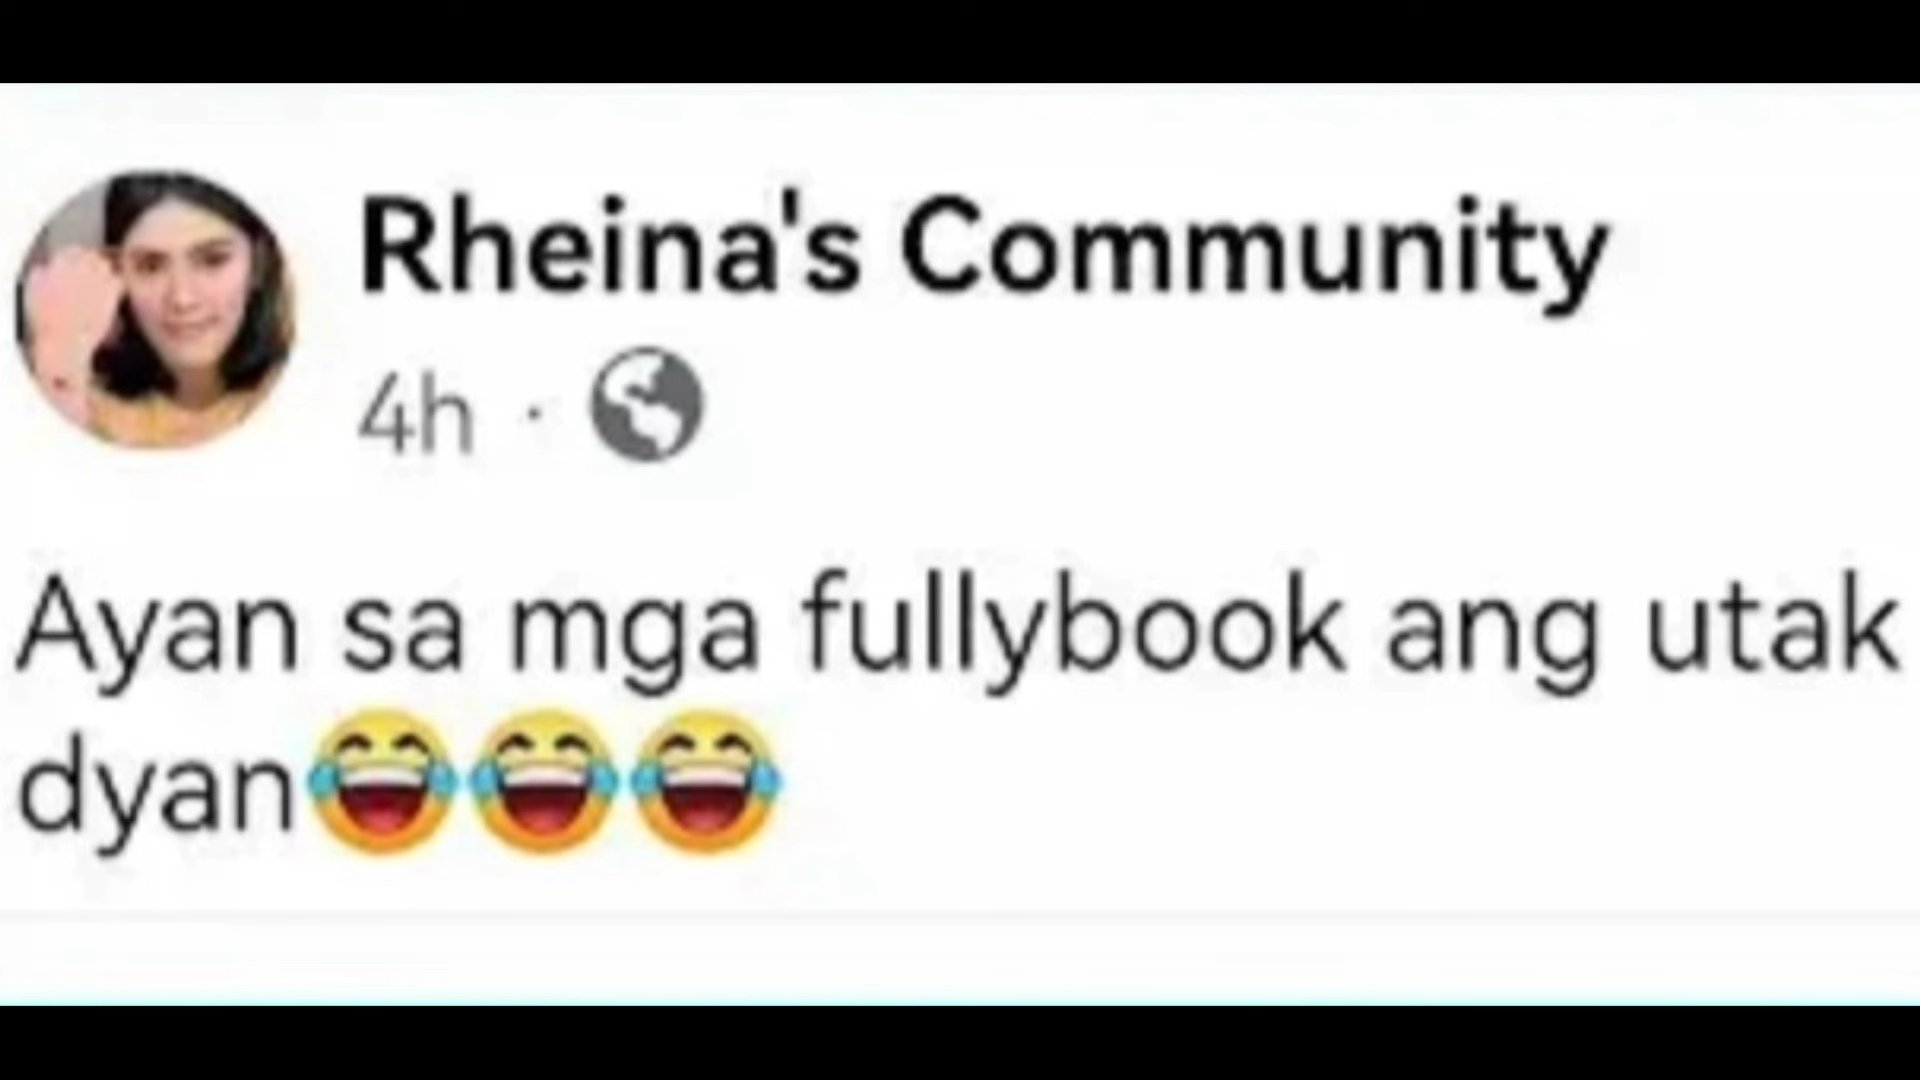 Rheina's Community
4h ·
Ayan sa mga fullybook ang utak
dyan😂😂😂